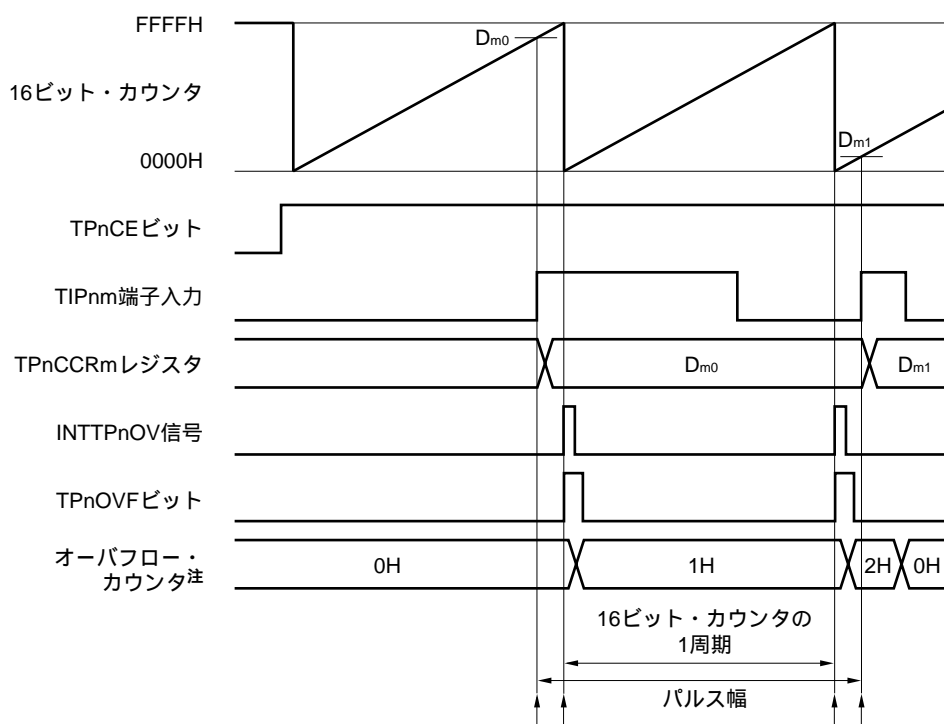 FFFFH
Dm0
16ビット・カウンタ
Dm1
0000H
TPnCEビット
TIPnm端子入力
TPnCCRmレジスタ
Dm0
Dm1
INTTPnOV信号
TPnOVFビット
オーバフロー・
カウンタ注
0H
1H
2H
0H
16ビット・カウンタの
1周期
パルス幅